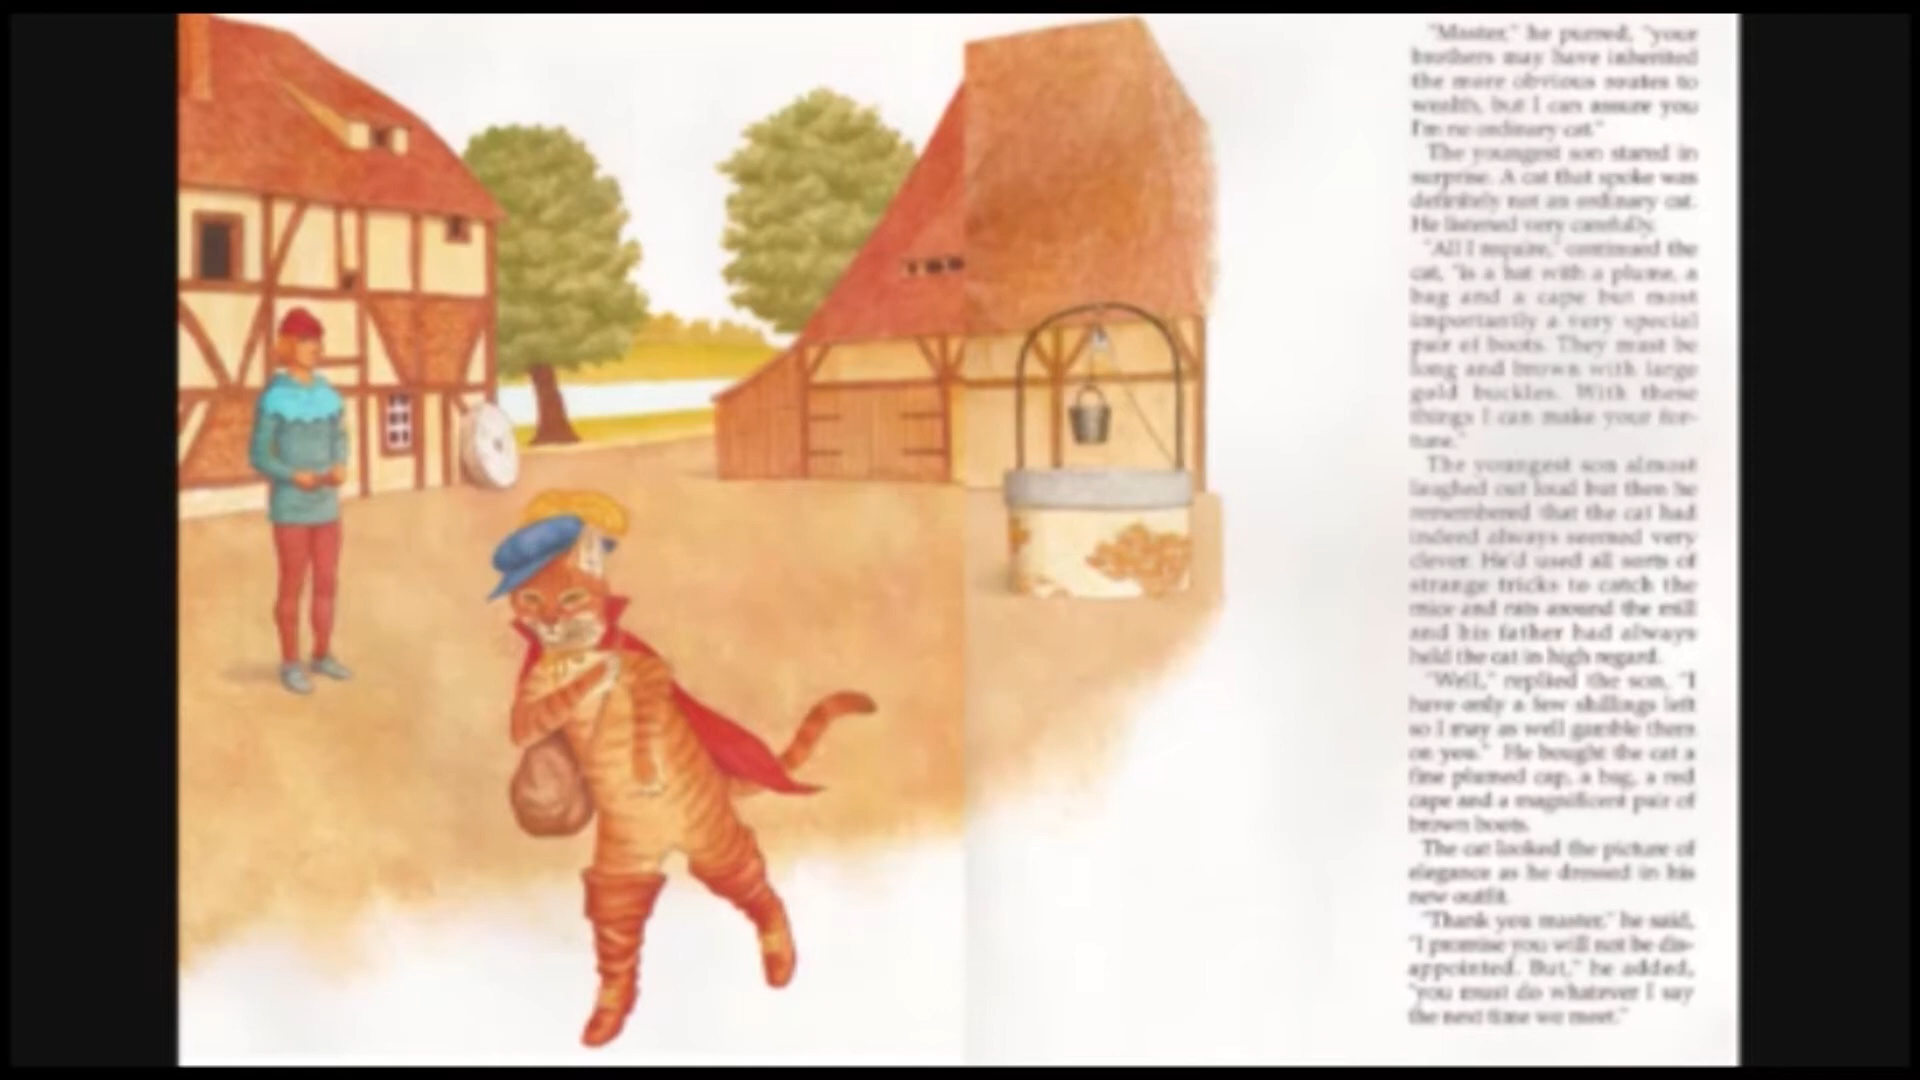 "Master," he purred, "your
brothers may have inherited
the more obvious routes to
wealth, but I can assure you
I'm no ordinary cat."
The youngest son stared in
surprise. A cat that spoke was
definitely not an ordinary cat.
He listened very carefully.
"All I require," continued the
cat, "is a hat with a plume, a
bag and a cape but most
importantly a very special
pair of boots. They must be
long and brown with large
gold buckles. With these
things I can make your for-
tune."
The youngest son almost
laughed out loud but then he
remembered that the cat had
indeed always seemed very
clever. He'd used all sorts of
strange tricks to catch the
mice and rats around the mill
and his father had always
held the cat in high regard.
"Well," replied the son, "I
have only a few shillings left
so I may as well gamble them
on you." He bought the cat a
fine plumed cap, a bag, a red
cape and a magnificent pair of
brown boots.
The cat looked the picture of
elegance as he dressed in his
new outfit.
"Thank you master," he said,
"I promise you will not be dis-
appointed. But," he added,
"you must do whatever I say
the next time we meet."